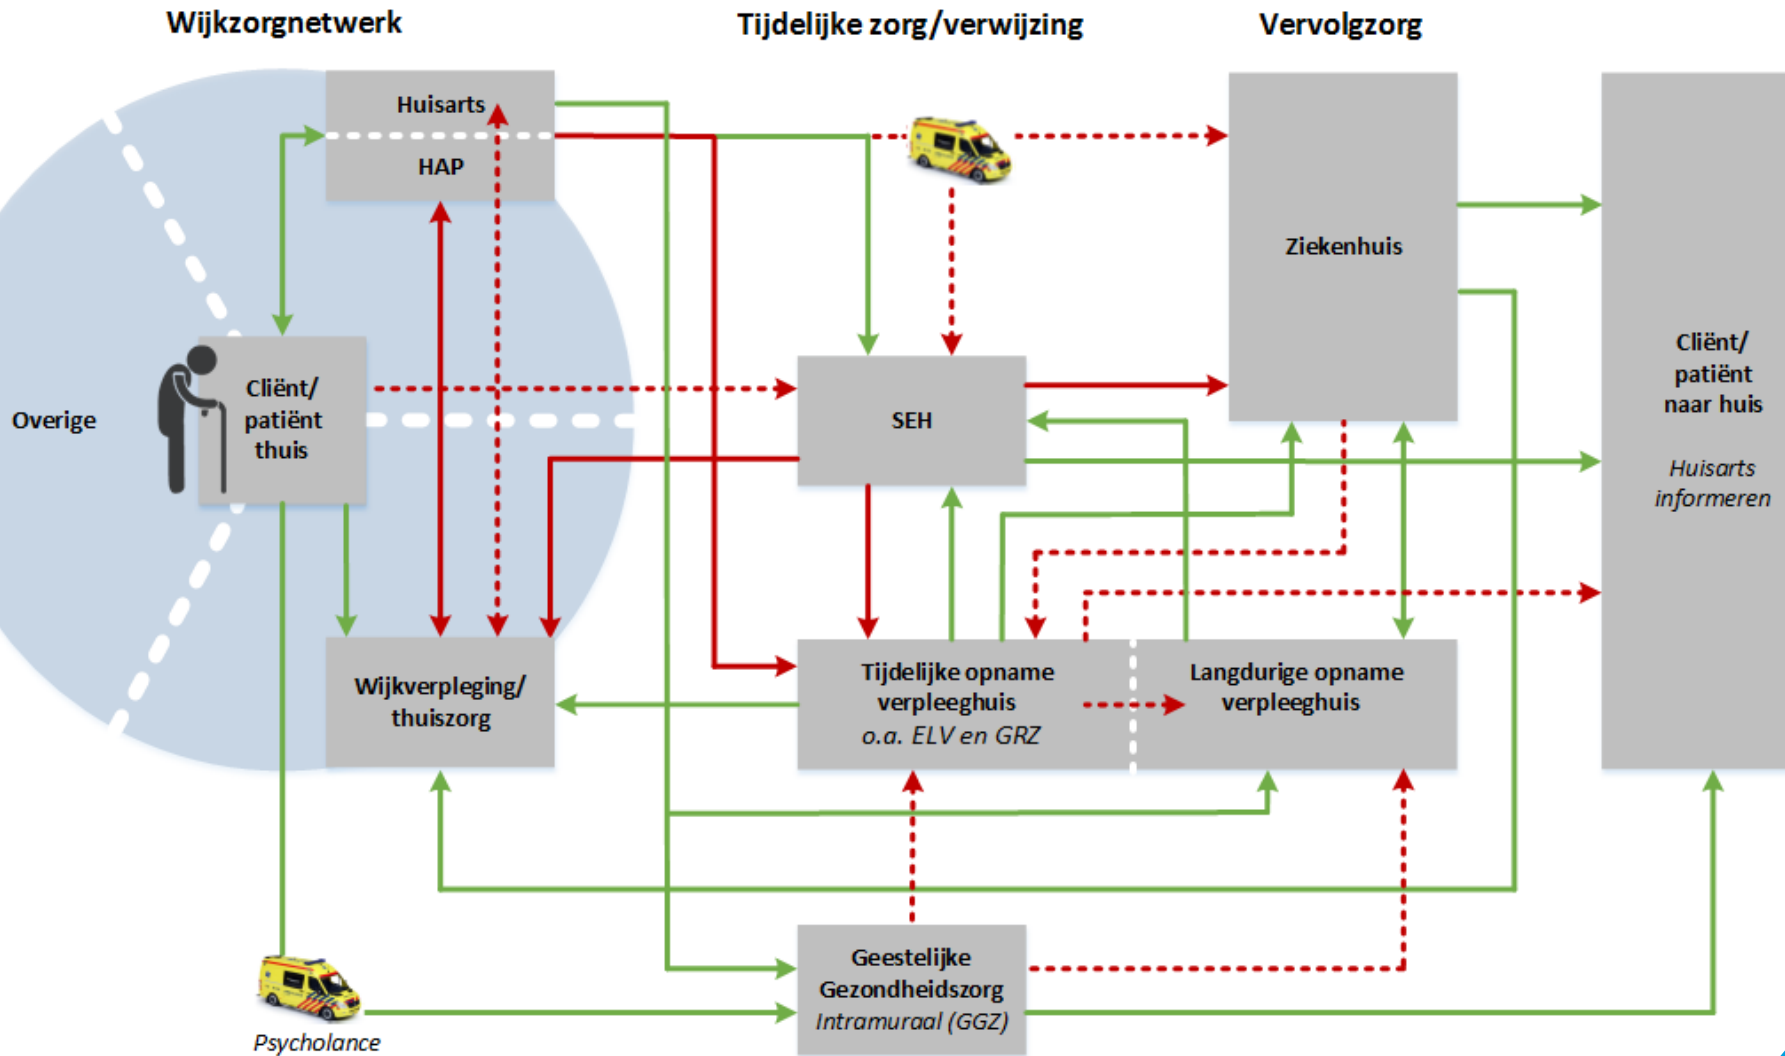 Wijkzorgnetwerk
Tijdelijke zorg/verwijzing
Vervolgzorg
Huisarts
HAP
Overige
Cliënt/
patiënt
thuis
Wijkverpleging/
thuiszorg
Psycholance
SEH
Tijdelijke opname
verpleeghuis
o.a. ELV en GRZ
Langdurige opname
verpleeghuis
Geestelijke
Gezondheidszorg
Intramuraal (GGZ)
Ziekenhuis
Cliënt/
patiënt
naar huis
Huisarts
informeren